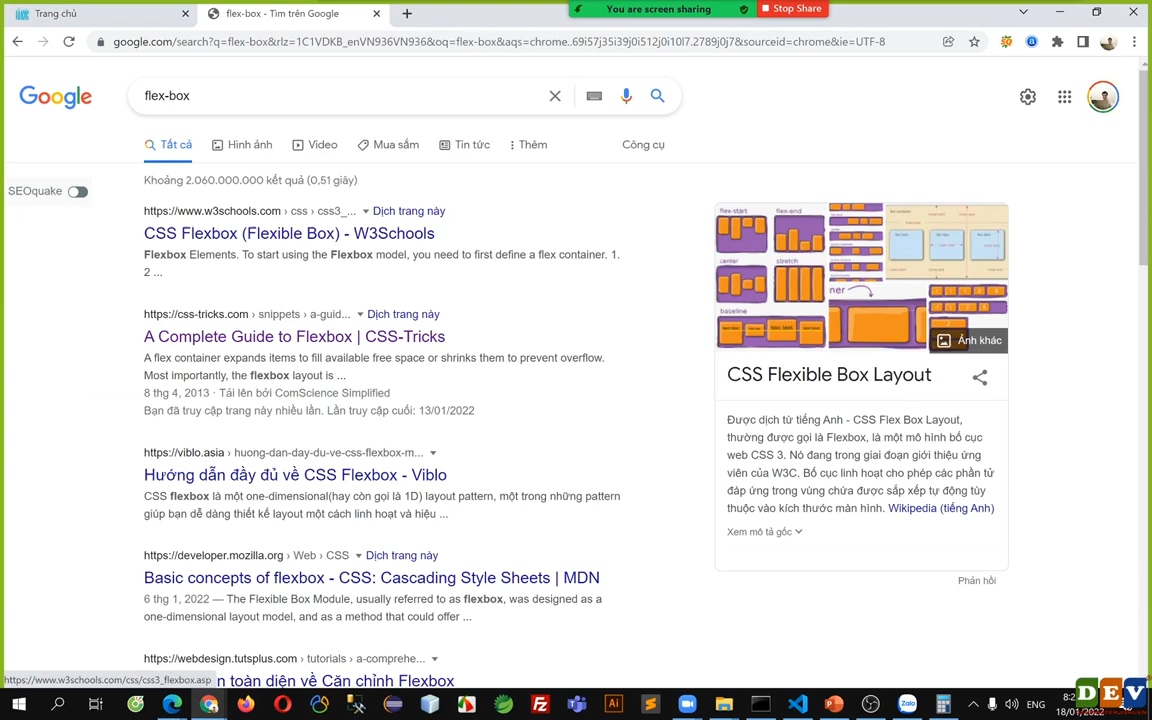 Trang chủ
flex-box - Tìm trên Google
You are screen sharing
Stop Share
google.com/search?q=flex-box&rlz=1C1VDKB_enVN936VN936&oq=flex-box&aqs=chrome..69i57j35i39j0i512j0i10l7.2789j0j7&sourceid=chrome&ie=UTF-8
Google
flex-box
Tất cả
Hình ảnh
Video
Mua sắm
Tin tức
Thêm
Công cụ
SEOquake
Khoảng 2.060.000.000 kết quả (0,51 giây)
https://www.w3schools.com › css › css3_... Dịch trang này
CSS Flexbox (Flexible Box) - W3Schools
Flexbox Elements. To start using the Flexbox model, you need to first define a flex container. 1.
2 ...
https://css-tricks.com › snippets › a-guid... Dịch trang này
A Complete Guide to Flexbox | CSS-Tricks
A flex container expands items to fill available free space or shrinks them to prevent overflow.
Most importantly, the flexbox layout is ...
8 thg 4, 2013 · Tải lên bởi ComScience Simplified
Bạn đã truy cập trang này nhiều lần. Lần truy cập cuối: 13/01/2022
https://viblo.asia › huong-dan-day-du-ve-css-flexbox-m...
Hướng dẫn đầy đủ về CSS Flexbox - Viblo
CSS flexbox là một one-dimensional(hay còn gọi là 1D) layout pattern, một trong những pattern
giúp bạn dễ dàng thiết kế layout một cách linh hoạt và hiệu ...
https://developer.mozilla.org › Web › CSS Dịch trang này
Basic concepts of flexbox - CSS: Cascading Style Sheets | MDN
6 thg 1, 2022 — The Flexible Box Module, usually referred to as flexbox, was designed as a
one-dimensional layout model, and as a method that could offer ...
https://webdesign.tutsplus.com › tutorials › a-comprehe...
n toàn diện về Căn chỉnh Flexbox
https://www.w3schools.com/css/css3_flexbox.asp
flex-start
flex-end
center
stretch
baseline
ner
Ảnh khác
CSS Flexible Box Layout
Được dịch từ tiếng Anh - CSS Flex Box Layout,
thường được gọi là Flexbox, là một mô hình bố cục
web CSS 3. Nó đang trong giai đoạn giới thiệu ứng
viên của W3C. Bố cục linh hoạt cho phép các phần tử
đáp ứng trong vùng chứa được sắp xếp tự động tùy
thuộc vào kích thước màn hình. Wikipedia (tiếng Anh)
Xem mô tả gốc
Phản hồi
ENG
8:2
18/01/2022
DEV